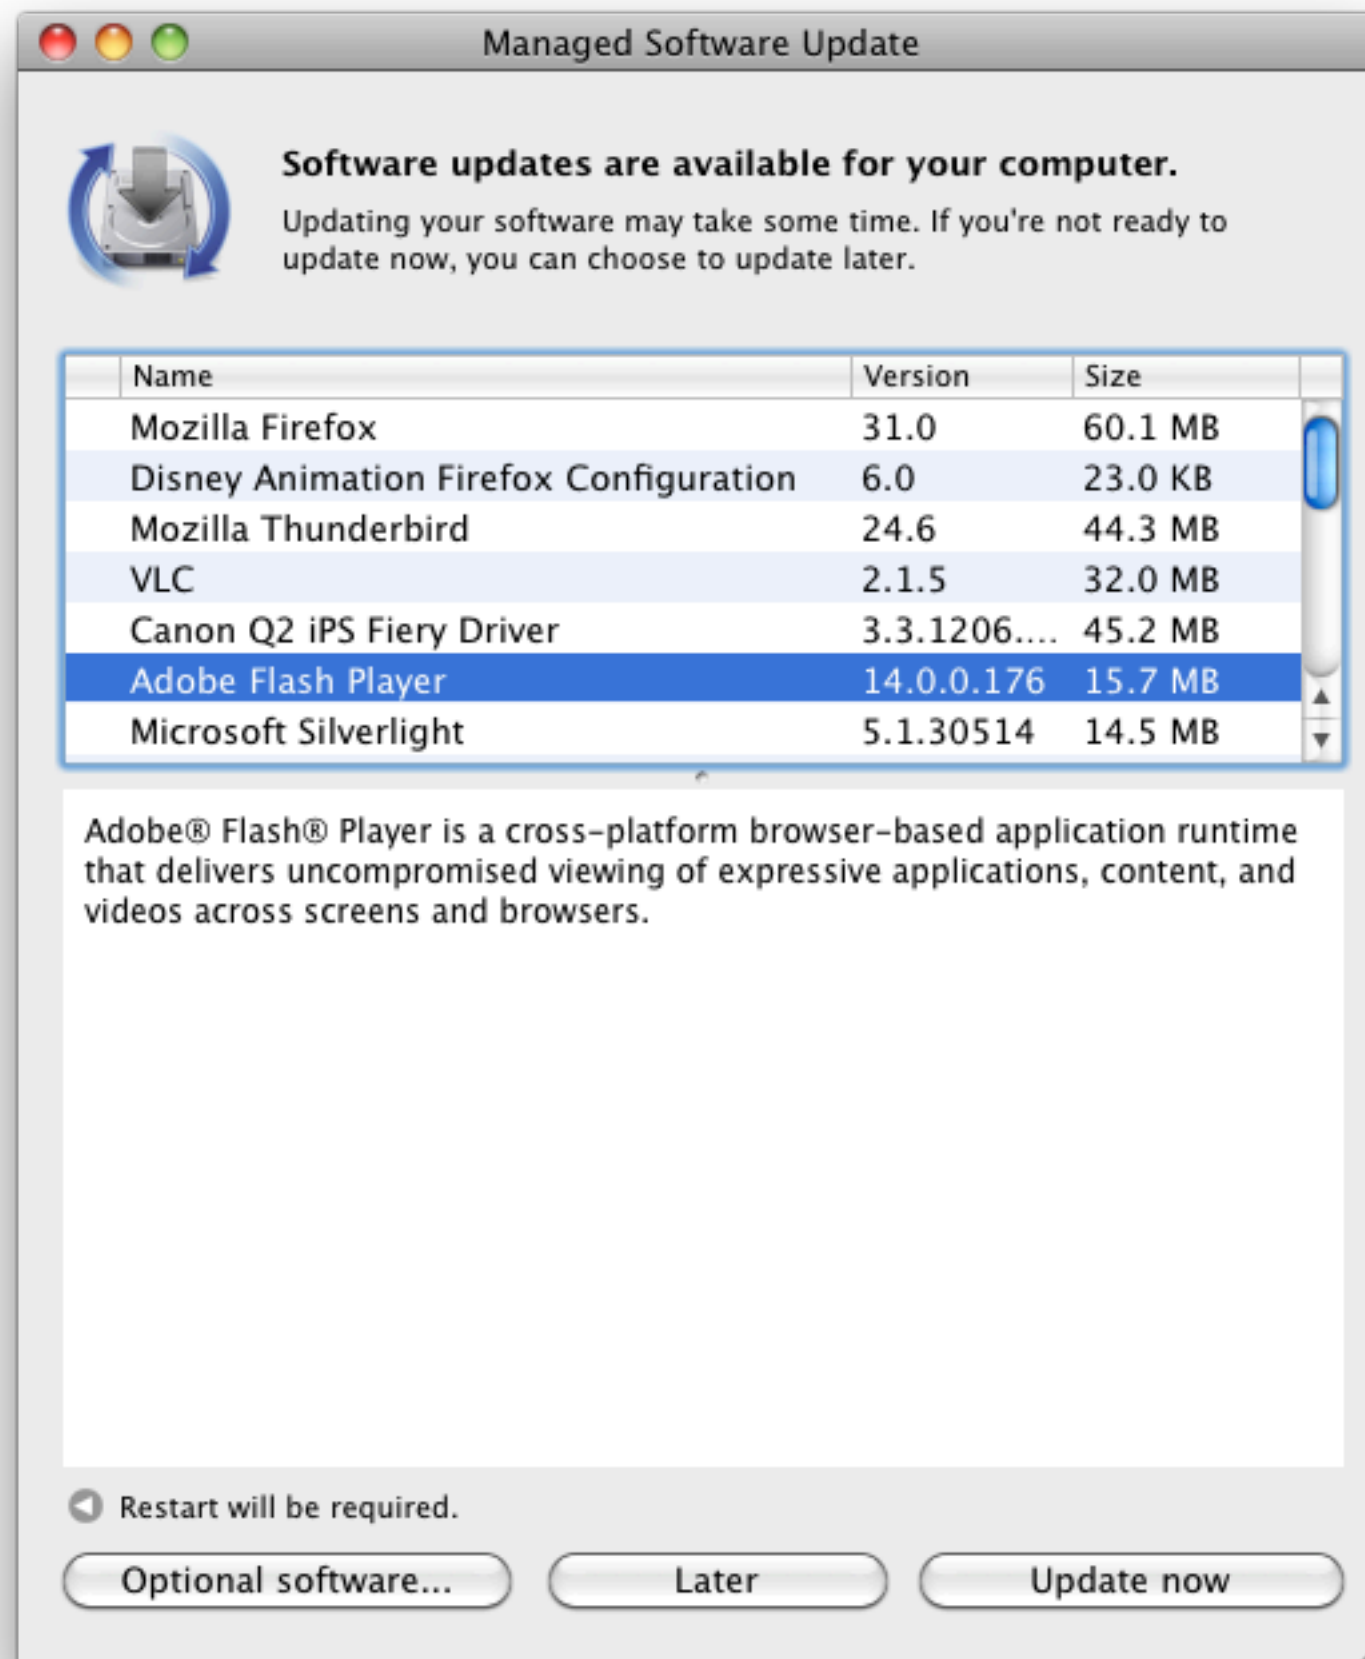 Managed Software Update
Software updates are available for your computer.
Updating your software may take some time. If you're not ready to
update now, you can choose to update later.
Name Version Size
Mozilla Firefox 31.0 60.1 MB
Disney Animation Firefox Configuration 6.0 23.0 KB
Mozilla Thunderbird 24.6 44.3 MB
VLC 2.1.5 32.0 MB
Canon Q2 iPS Fiery Driver 3.3.1206.... 45.2 MB
Adobe Flash Player 14.0.0.176 15.7 MB
Microsoft Silverlight 5.1.30514 14.5 MB
Adobe® Flash® Player is a cross-platform browser-based application runtime
that delivers uncompromised viewing of expressive applications, content, and
videos across screens and browsers.
Restart will be required.
Optional software... Later Update now